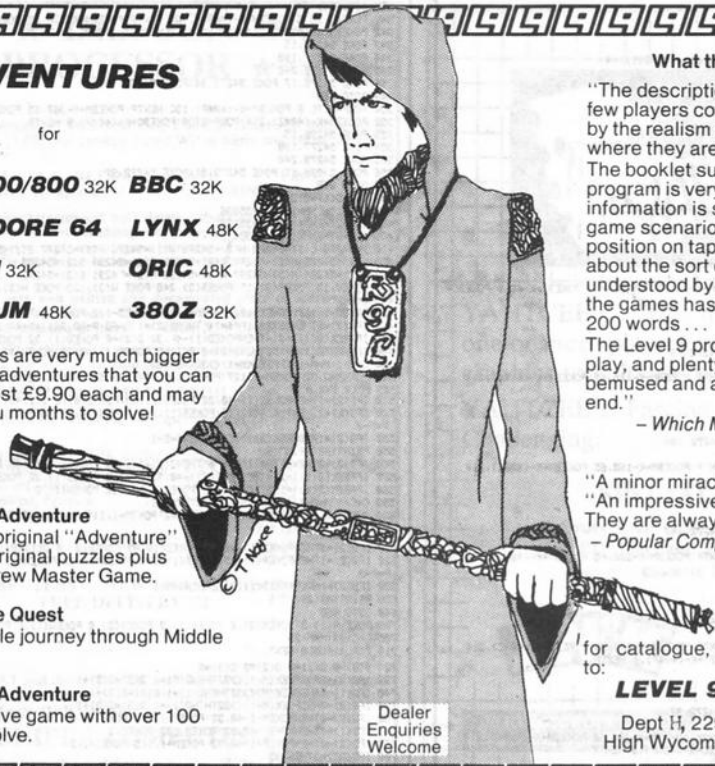 VENTURES
for
00/800 32K BBC 32K
DORE 64 LYNX 48K
32K ORIC 48K
UM 48K 380Z 32K
s are very much bigger
adventures that you can
st £9.90 each and may
u months to solve!
Adventure
original "Adventure"
riginal puzzles plus
rew Master Game.
Quest
le journey through Middle
Adventure
ve game with over 100
olve.
© T Noyce
Dealer
Enquiries
Welcome
What th
"The descripti
few players co
by the realism
where they are
The booklet su
program is very
information is s
game scenario
position on tap
about the sort
understood by
the games has
200 words . . .
The Level 9 pro
play, and plenty
bemused and a
end."
– Which M
"A minor mirac
"An impressive
They are alway
– Popular Com
for catalogue,
to:
LEVEL 9
Dept H, 22
High Wycom